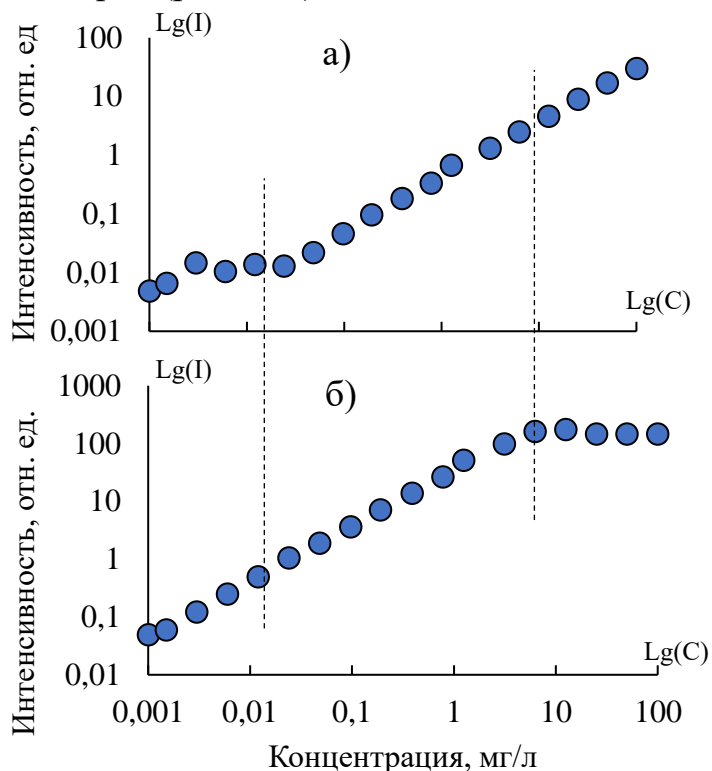 Lg(I)
а)
100
10
1
0,1
0,01
0,001
Интенсивность, отн. ед
Lg(C)
Lg(I)
б)
1000
100
10
1
0,1
0,01
Интенсивность, отн. ед.
Lg(C)
0,001 0,01 0,1 1 10 100
Концентрация, мг/л